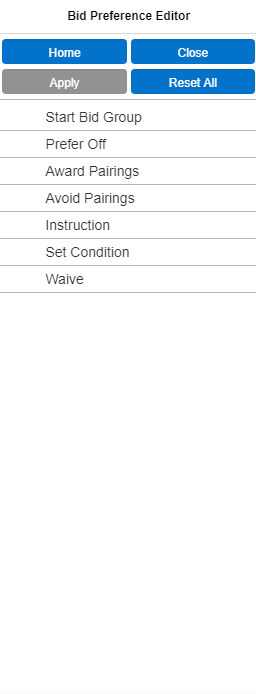 Bid Preference Editor
Home Close
Apply Reset All
Start Bid Group
Prefer Off
Award Pairings
Avoid Pairings
Instruction
Set Condition
Waive